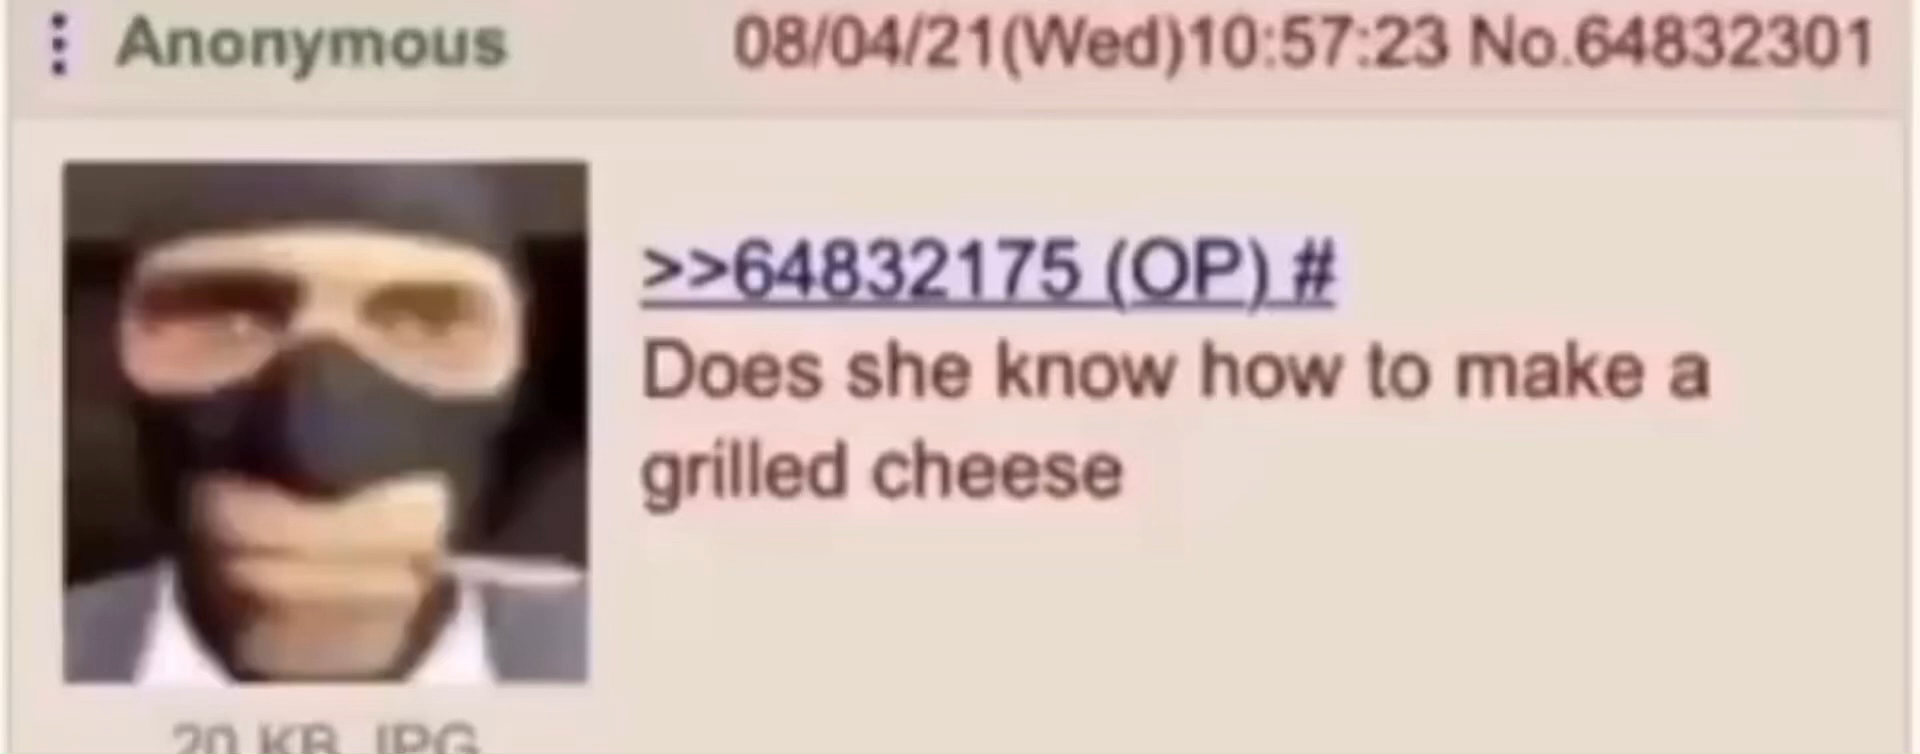 Anonymous 08/04/21(Wed)10:57:23 No.64832301
>>64832175 (OP) #
Does she know how to make a
grilled cheese
20 KB JPG